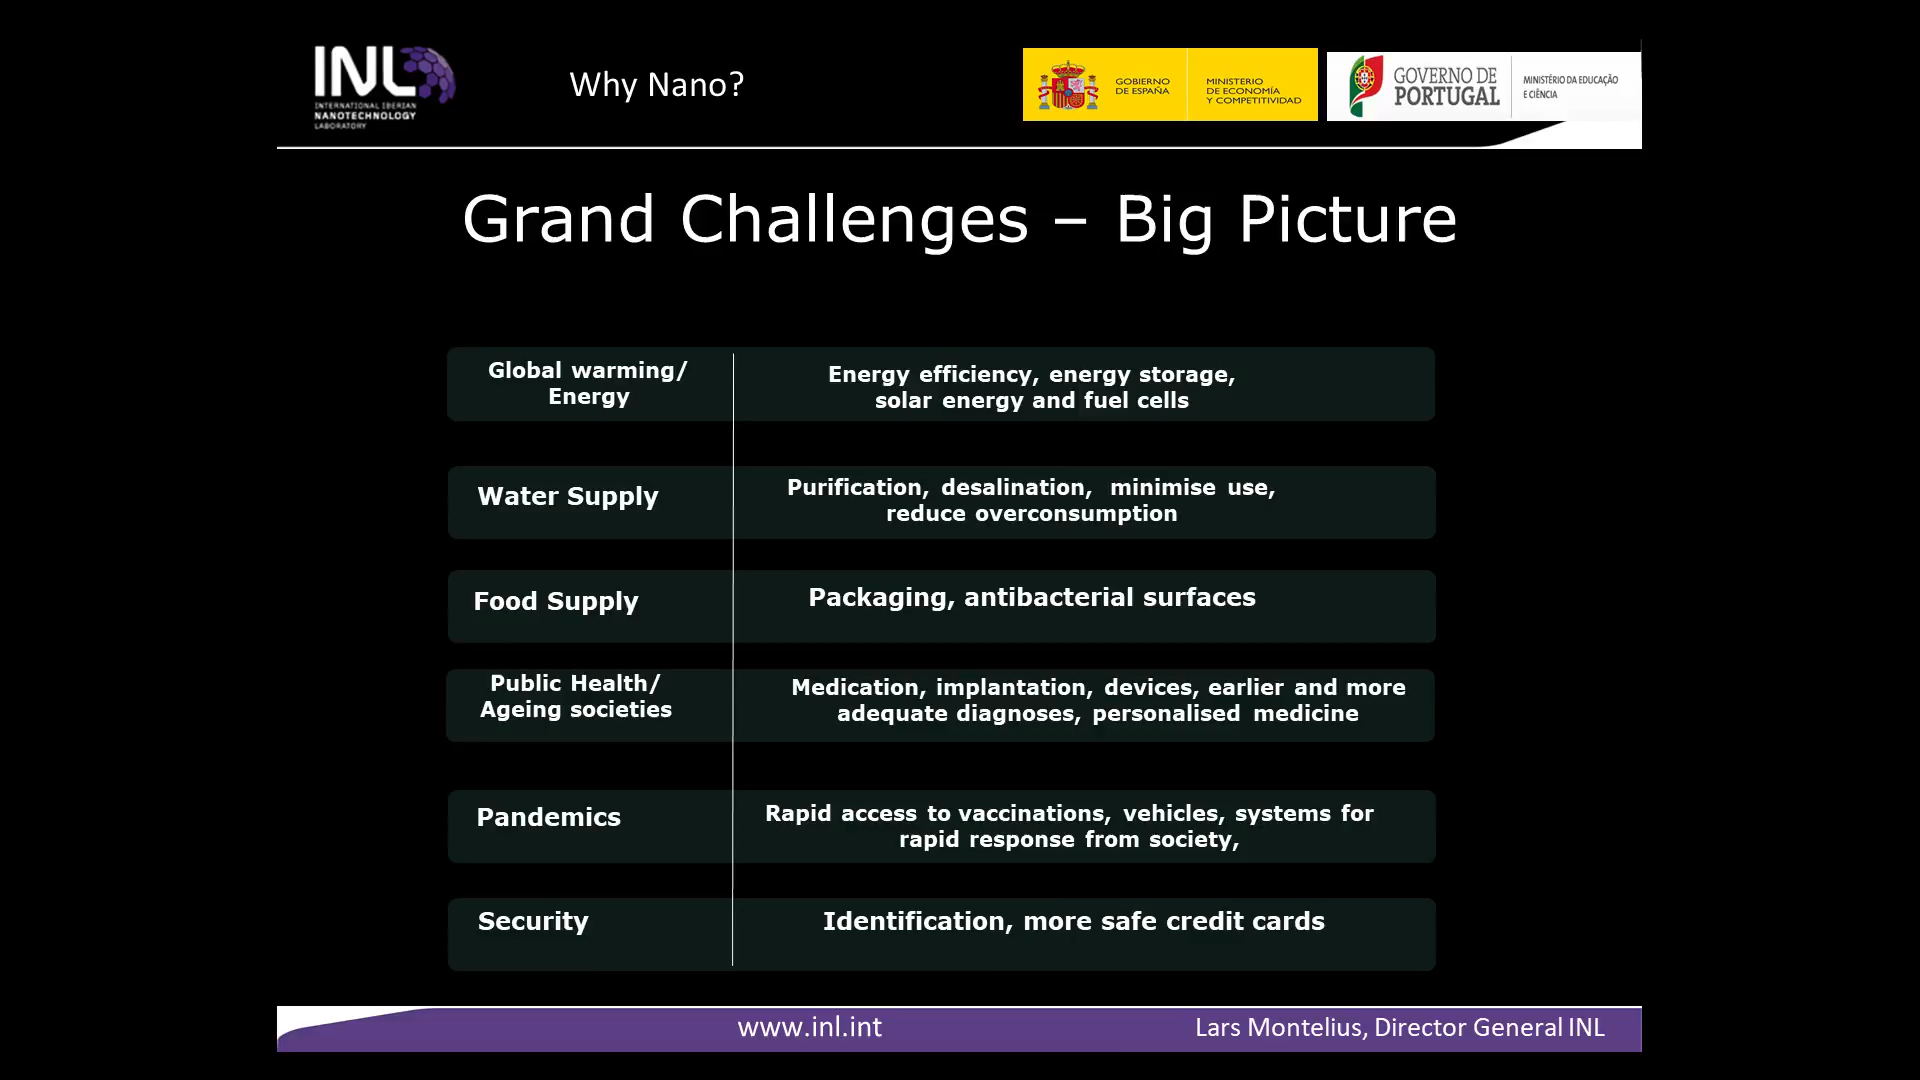 INL
INTERNATIONAL IBERIAN
NANOTECHNOLOGY
LABORATORY
Why Nano?
GOBIERNO
DE ESPAÑA
MINISTERIO
DE ECONOMÍA
Y COMPETITIVIDAD
GOVERNO DE
PORTUGAL
MINISTÉRIO DA EDUCAÇÃO
E CIÊNCIA
Grand Challenges – Big Picture
Global warming/
Energy
Energy efficiency, energy storage,
solar energy and fuel cells
Water Supply
Purification, desalination, minimise use,
reduce overconsumption
Food Supply
Packaging, antibacterial surfaces
Public Health/
Ageing societies
Medication, implantation, devices, earlier and more
adequate diagnoses, personalised medicine
Pandemics
Rapid access to vaccinations, vehicles, systems for
rapid response from society,
Security
Identification, more safe credit cards
www.inl.int
Lars Montelius, Director General INL